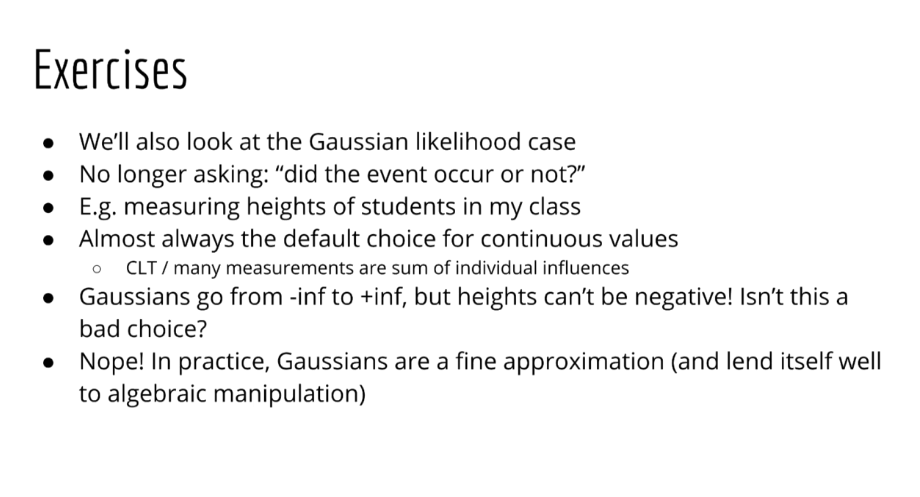 Exercises
● We'll also look at the Gaussian likelihood case
● No longer asking: “did the event occur or not?”
● E.g. measuring heights of students in my class
● Almost always the default choice for continuous values
○ CLT / many measurements are sum of individual influences
● Gaussians go from -inf to +inf, but heights can't be negative! Isn't this a
bad choice?
● Nope! In practice, Gaussians are a fine approximation (and lend itself well
to algebraic manipulation)